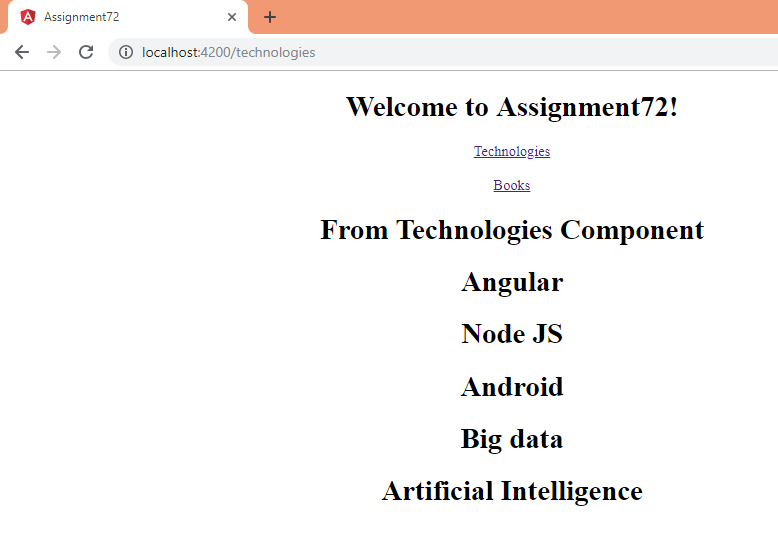 Assignment72
localhost:4200/technologies
Welcome to Assignment72!
Technologies
Books
From Technologies Component
Angular
Node JS
Android
Big data
Artificial Intelligence